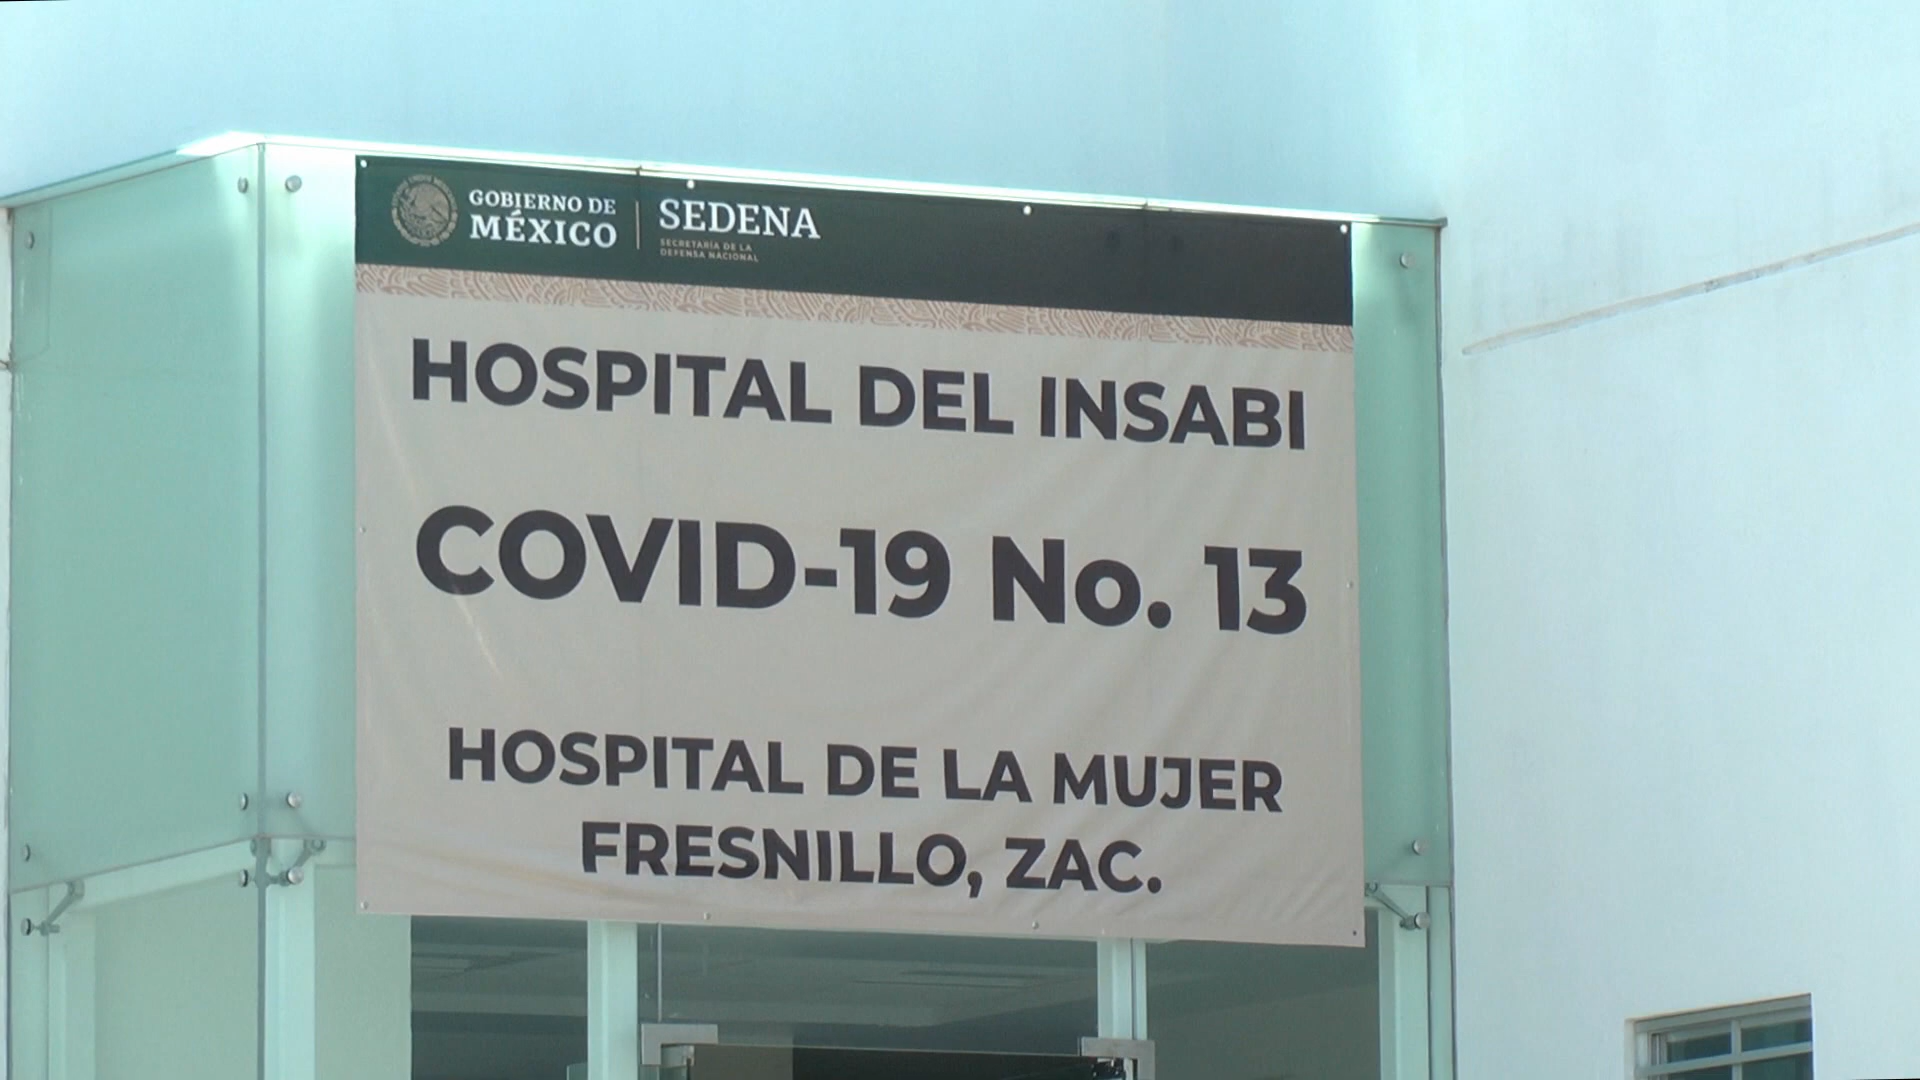 GOBIERNO DE
MÉXICO
SEDENA
SECRETARÍA DE LA
DEFENSA NACIONAL
HOSPITAL DEL INSABI
COVID-19 No. 13
HOSPITAL DE LA MUJER
FRESNILLO, ZAC.